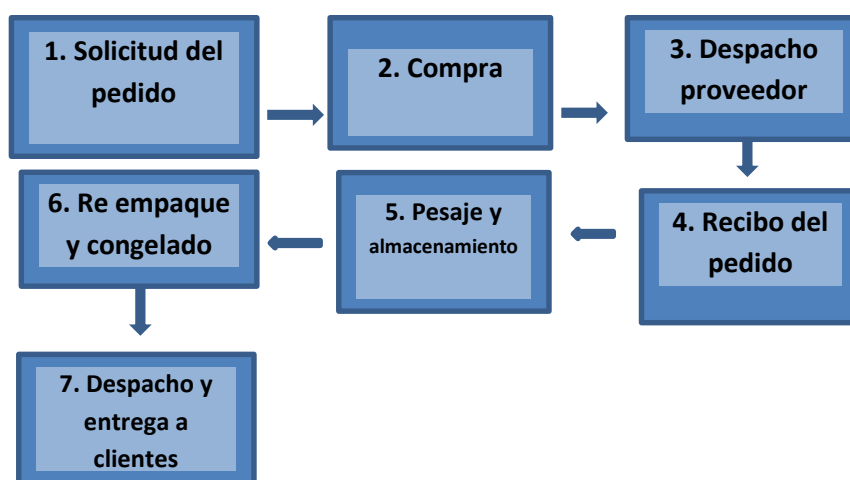 1. Solicitud del
pedido
2. Compra
3. Despacho
proveedor
4. Recibo del
pedido
5. Pesaje y
almacenamiento
6. Re empaque
y congelado
7. Despacho y
entrega a
clientes